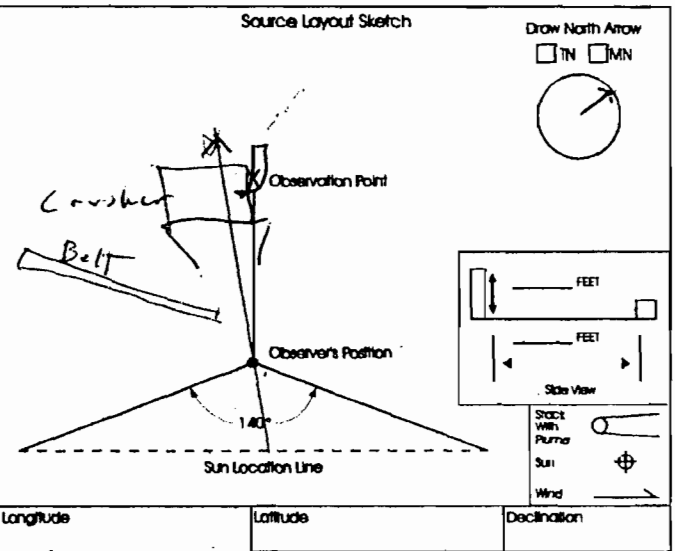 Source Layout Sketch
Draw North Arrow
TN MN
Observation Point
Crusher
Belt
FEET
Observer's Position
FEET
140°
Side View
Stack
With
Plume
Sun
Sun Location Line
Wind
Longitude
Latitude
Declination